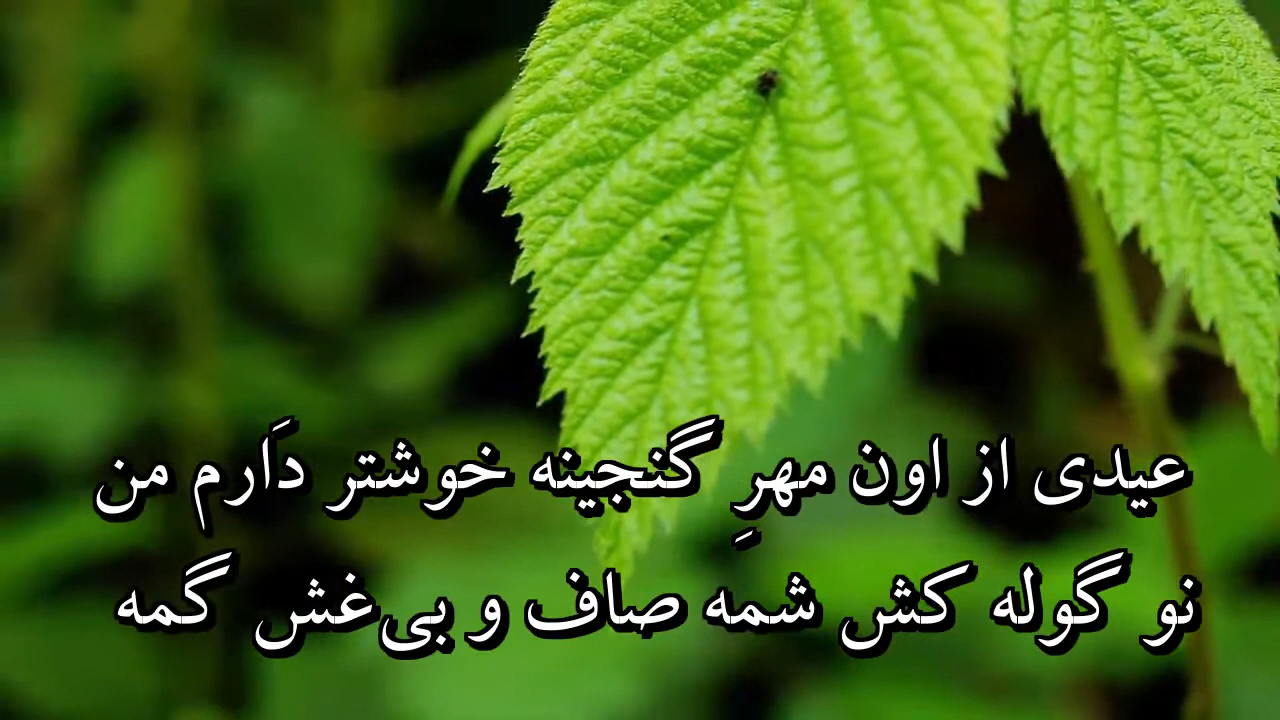 عیدی از اون مهرِ گنجینه خوشتر دَارم من
نو گوله کش شمه صاف و بی‌غش گمه